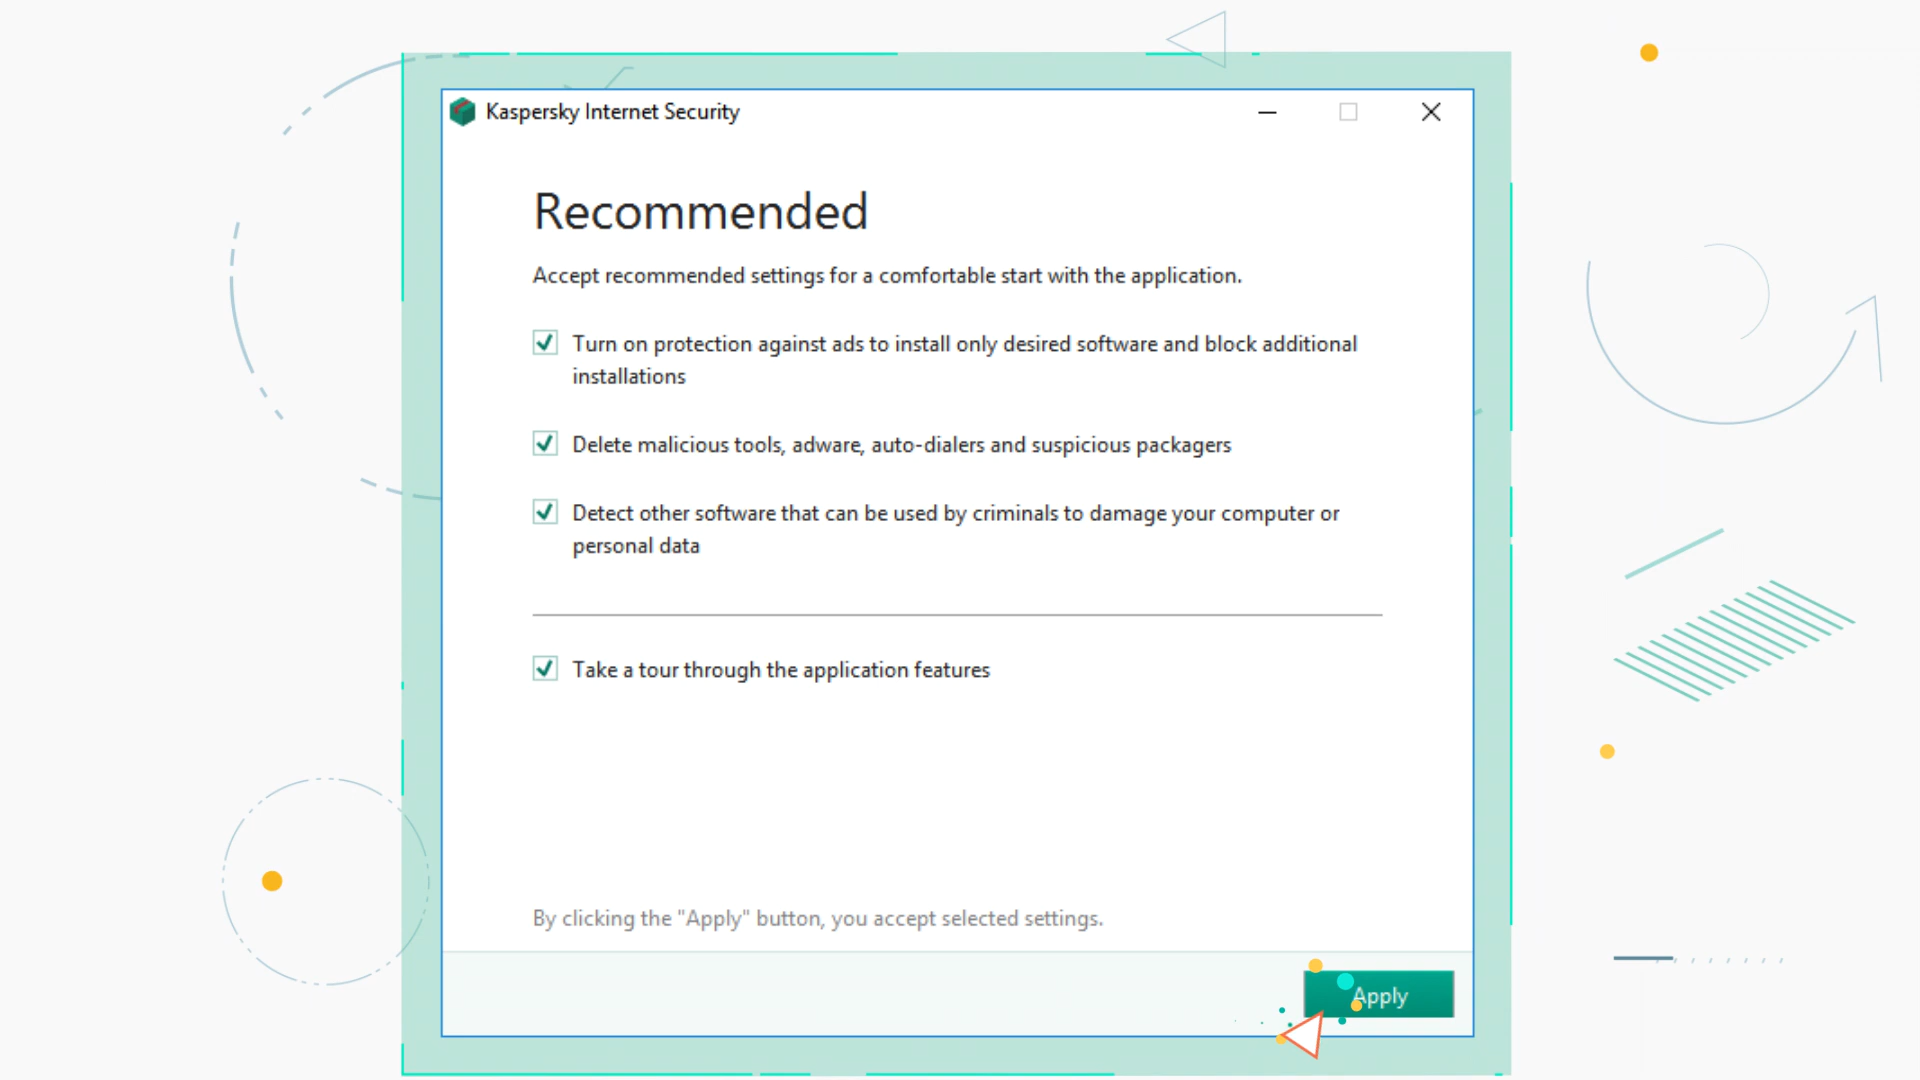 Kaspersky Internet Security
Recommended
Accept recommended settings for a comfortable start with the application.
Turn on protection against ads to install only desired software and block additional
installations
Delete malicious tools, adware, auto-dialers and suspicious packagers
Detect other software that can be used by criminals to damage your computer or
personal data
Take a tour through the application features
By clicking the "Apply" button, you accept selected settings.
Apply